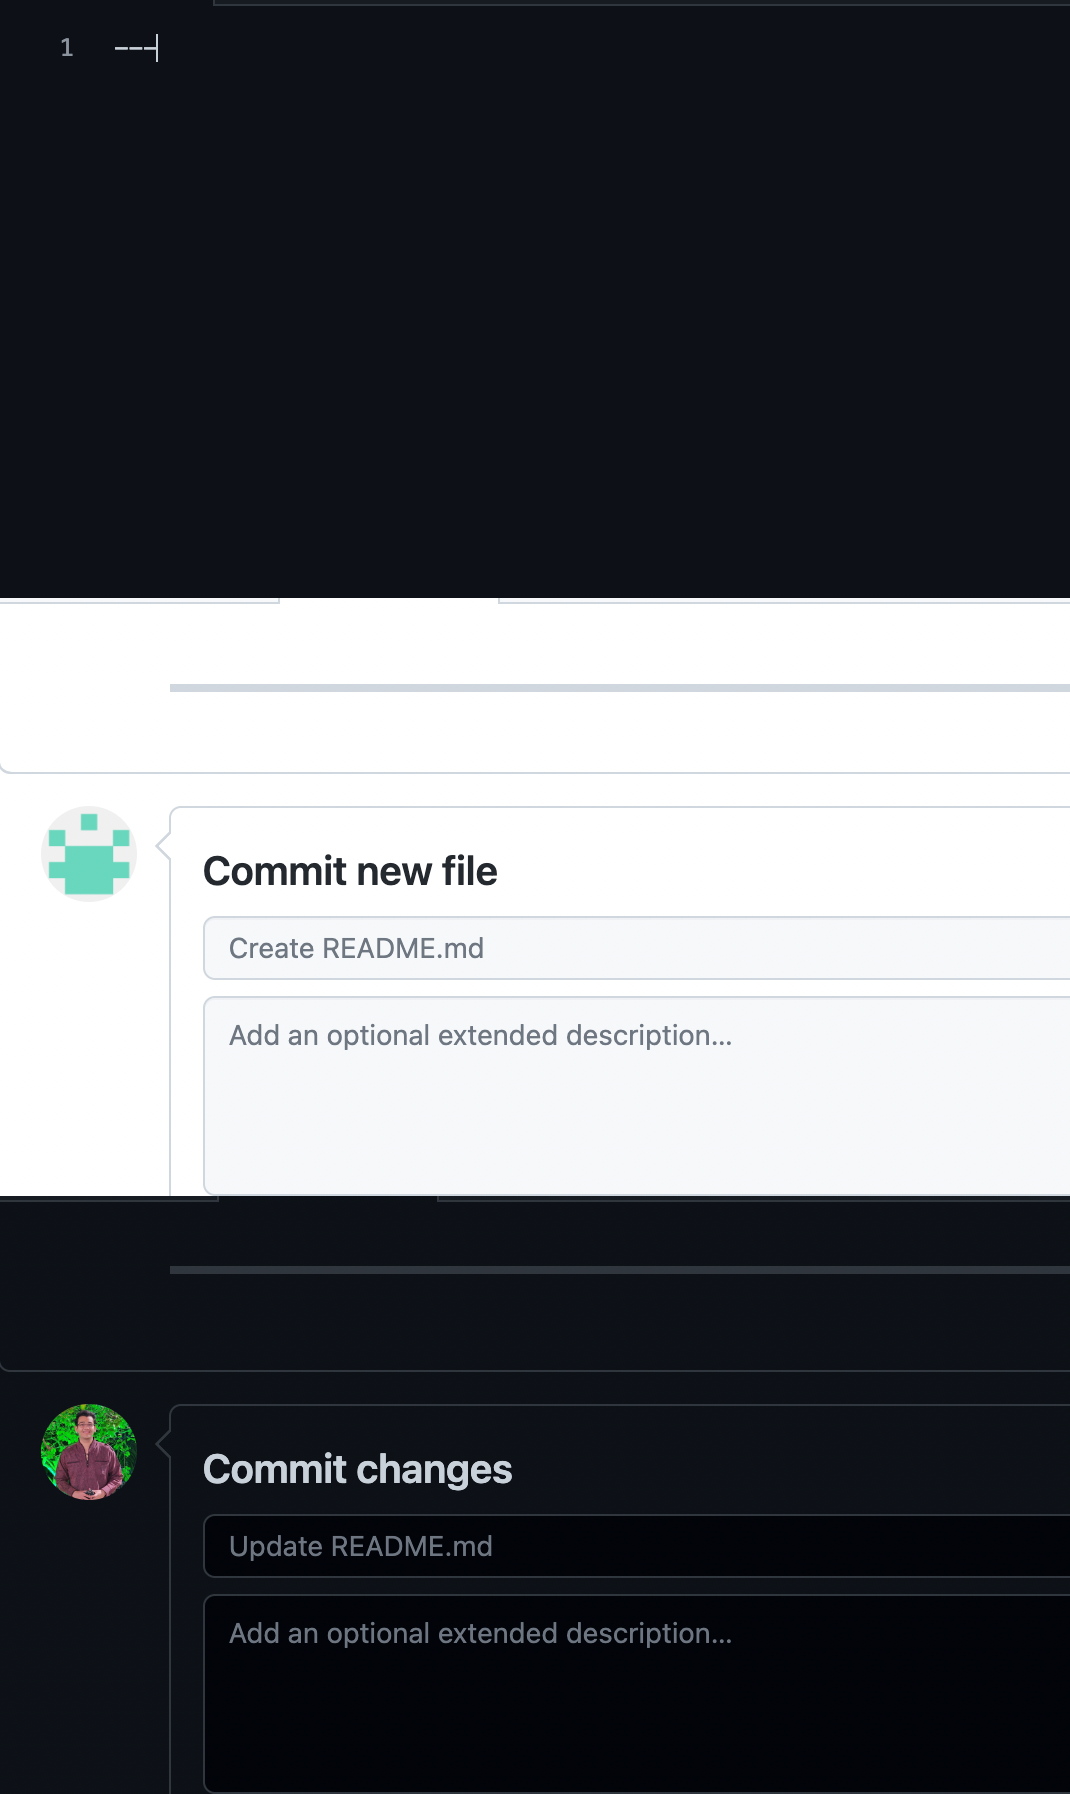 1 ---
Commit new file
Create README.md
Add an optional extended description...
Commit changes
Update README.md
Add an optional extended description...